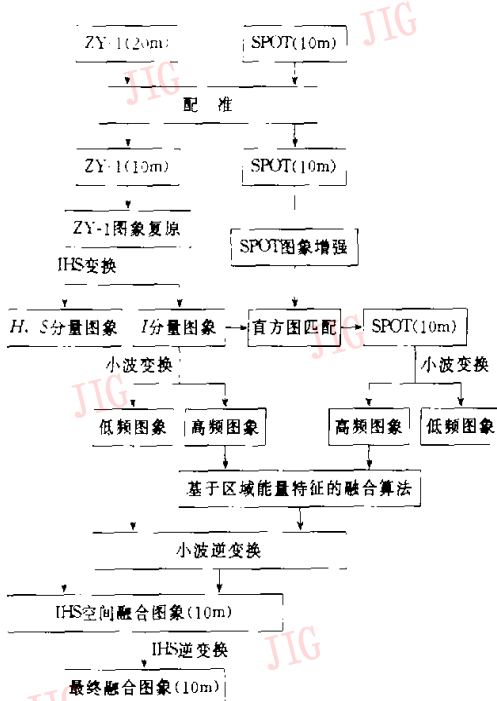 ZY-1(20m)
SPOT(10m)
配 准
ZY-1(10m)
SPOT(10m)
ZY-1图象复原
SPOT图象增强
IHS变换
H、S分量图象
I分量图象
直方图匹配
SPOT(10m)
小波变换
小波变换
低频图象
高频图象
高频图象
低频图象
基于区域能量特征的融合算法
小波逆变换
IHS空间融合图象(10m)
IHS逆变换
最终融合图象(10m)
JIG
JIG
JIG
JIG
JIG
JIG